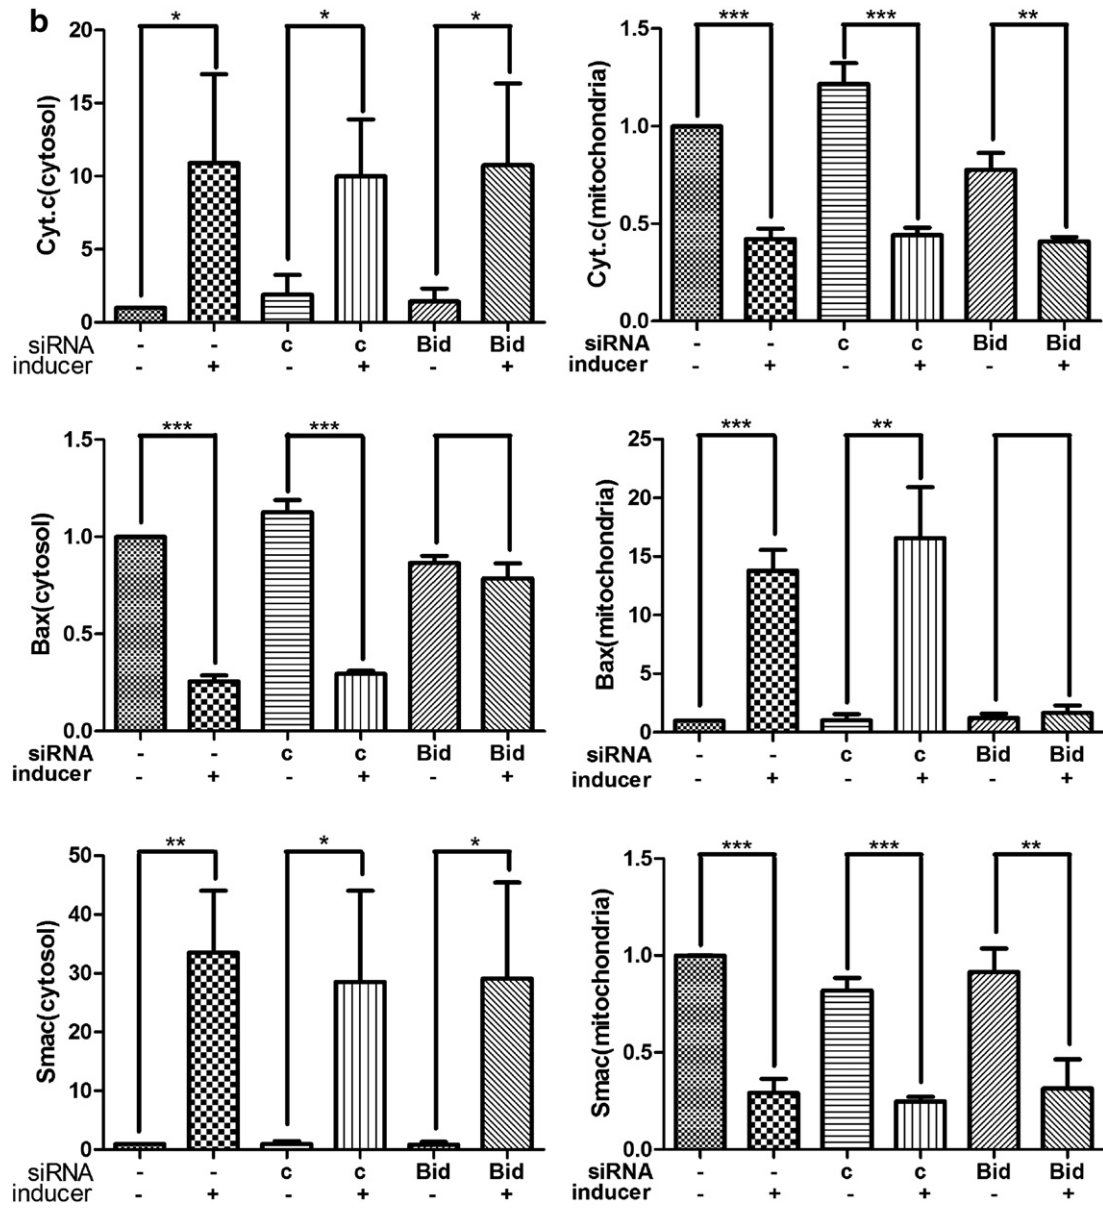 b
* * *
Cyt.c(cytosol)
20
15
10
5
0
siRNA - - c c Bid Bid
inducer - + - + - +
*** *** **
Cyt.c(mitochondria)
1.5
1.0
0.5
0.0
siRNA - - c c Bid Bid
inducer - + - + - +
*** ***
Bax(cytosol)
1.5
1.0
0.5
0.0
siRNA - - c c Bid Bid
inducer - + - + - +
*** **
Bax(mitochondria)
25
20
15
10
5
0
siRNA - - c c Bid Bid
inducer - + - + - +
** * *
Smac(cytosol)
50
40
30
20
10
0
siRNA - - c c Bid Bid
inducer - + - + - +
*** *** **
Smac(mitochondria)
1.5
1.0
0.5
0.0
siRNA - - c c Bid Bid
inducer - + - + - +